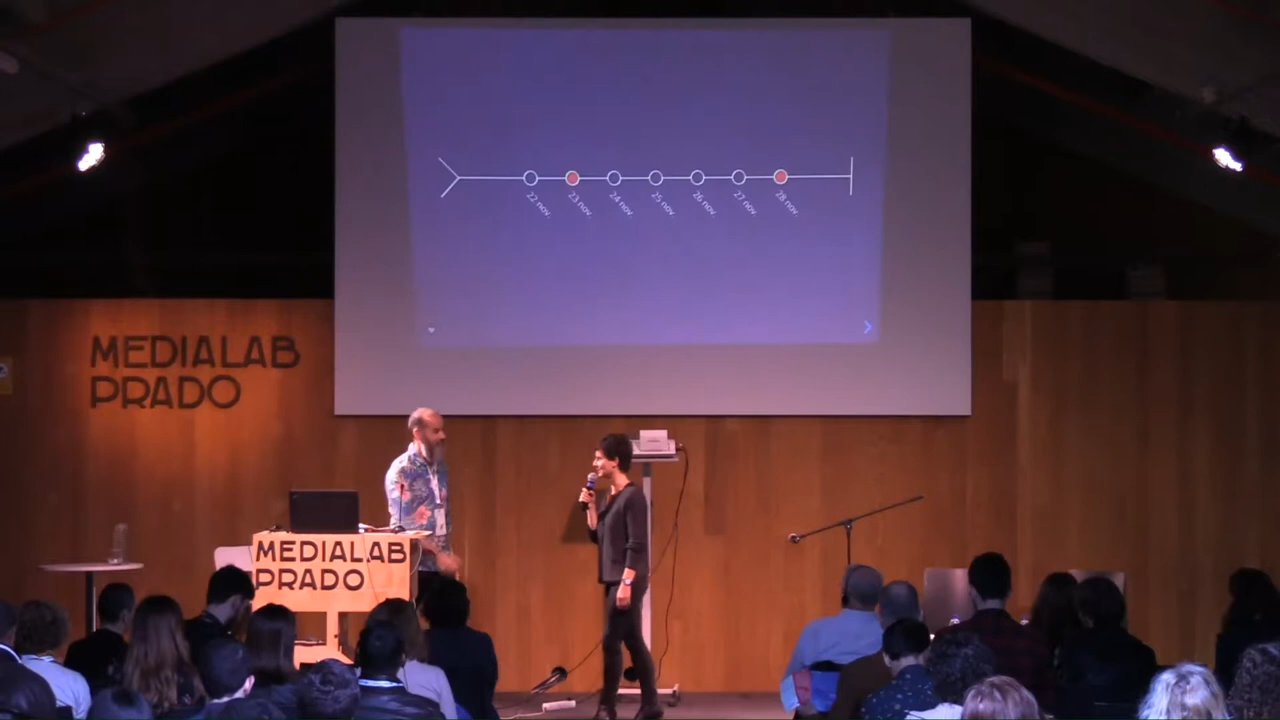 22 nov
23 nov
24 nov
25 nov
26 nov
27 nov
28 nov
MEDIALAB
PRADO
MEDIALAB
PRADO